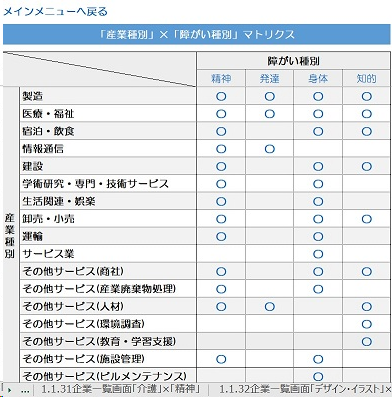 メインメニューへ戻る
「産業種別」×「障がい種別」マトリクス
障がい種別
精神 発達 身体 知的
産業種別
製造 〇 〇 〇 〇
医療・福祉 〇 〇 〇 〇
宿泊・飲食 〇 〇 〇
情報通信 〇 〇
建設 〇 〇 〇
学術研究・専門・技術サービス 〇 〇
生活関連・娯楽 〇 〇
卸売・小売 〇 〇 〇
運輸 〇 〇
サービス業 〇
その他サービス(商社) 〇 〇 〇
その他サービス(産業廃棄物処理) 〇 〇
その他サービス(人材) 〇 〇 〇
その他サービス(環境調査) 〇
その他サービス(教育・学習支援) 〇
その他サービス(施設管理) 〇 〇
その他サービス(ビルメンテナンス) 〇
... 1.1.31企業一覧画面「介護」×「精神」 1.1.32企業一覧画面「デザイン・イラスト」×